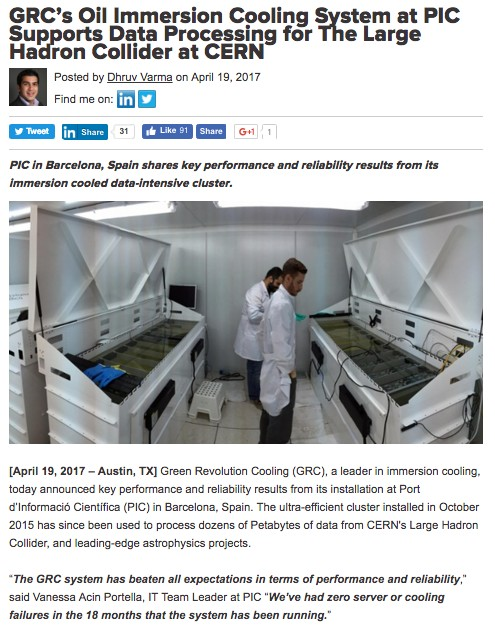 GRC's Oil Immersion Cooling System at PIC
Supports Data Processing for The Large
Hadron Collider at CERN
Posted by Dhruv Varma on April 19, 2017
Find me on:
Tweet Share 31 Like 91 Share G+1 1
PIC in Barcelona, Spain shares key performance and reliability results from its
immersion cooled data-intensive cluster.
[April 19, 2017 – Austin, TX] Green Revolution Cooling (GRC), a leader in immersion cooling,
today announced key performance and reliability results from its installation at Port
d'Informació Científica (PIC) in Barcelona, Spain. The ultra-efficient cluster installed in October
2015 has since been used to process dozens of Petabytes of data from CERN's Large Hadron
Collider, and leading-edge astrophysics projects.
“The GRC system has beaten all expectations in terms of performance and reliability,”
said Vanessa Acin Portella, IT Team Leader at PIC “We've had zero server or cooling
failures in the 18 months that the system has been running.”